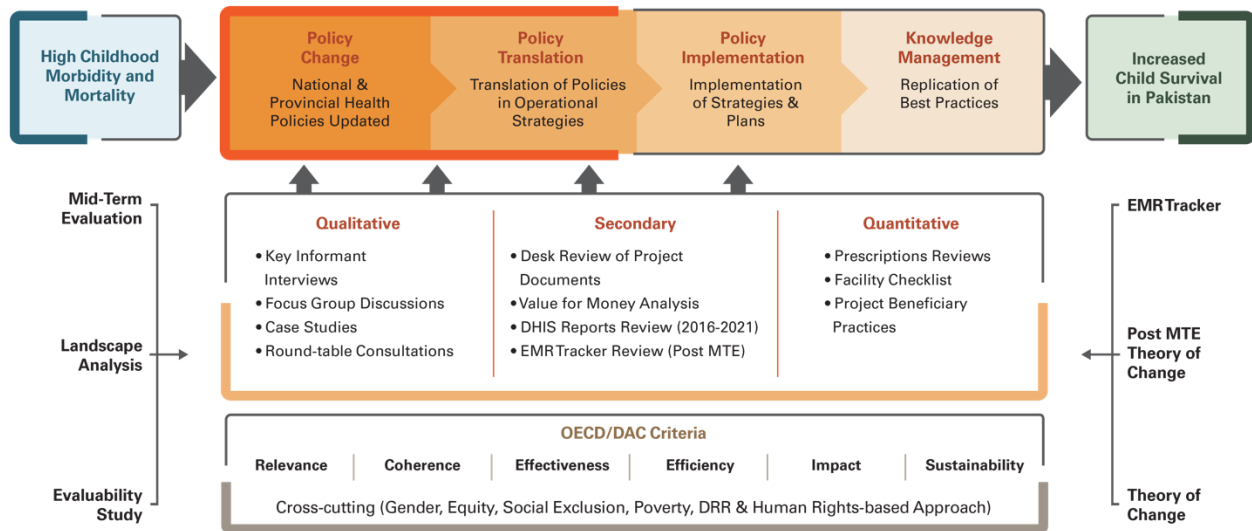 High Childhood
Morbidity and
Mortality
Policy
Change
National &
Provincial Health
Policies Updated
Policy
Translation
Translation of Policies
in Operational
Strategies
Policy
Implementation
Implementation
of Strategies &
Plans
Knowledge
Management
Replication of
Best Practices
Increased
Child Survival
in Pakistan
Mid-Term
Evaluation
Landscape
Analysis
Evaluability
Study
Qualitative
• Key Informant
Interviews
• Focus Group Discussions
• Case Studies
• Round-table Consultations
Secondary
• Desk Review of Project
Documents
• Value for Money Analysis
• DHIS Reports Review (2016-2021)
• EMR Tracker Review (Post MTE)
Quantitative
• Prescriptions Reviews
• Facility Checklist
• Project Beneficiary
Practices
EMR Tracker
Post MTE
Theory of
Change
Theory of
Change
OECD/DAC Criteria
Relevance
Coherence
Effectiveness
Efficiency
Impact
Sustainability
Cross-cutting (Gender, Equity, Social Exclusion, Poverty, DRR & Human Rights-based Approach)